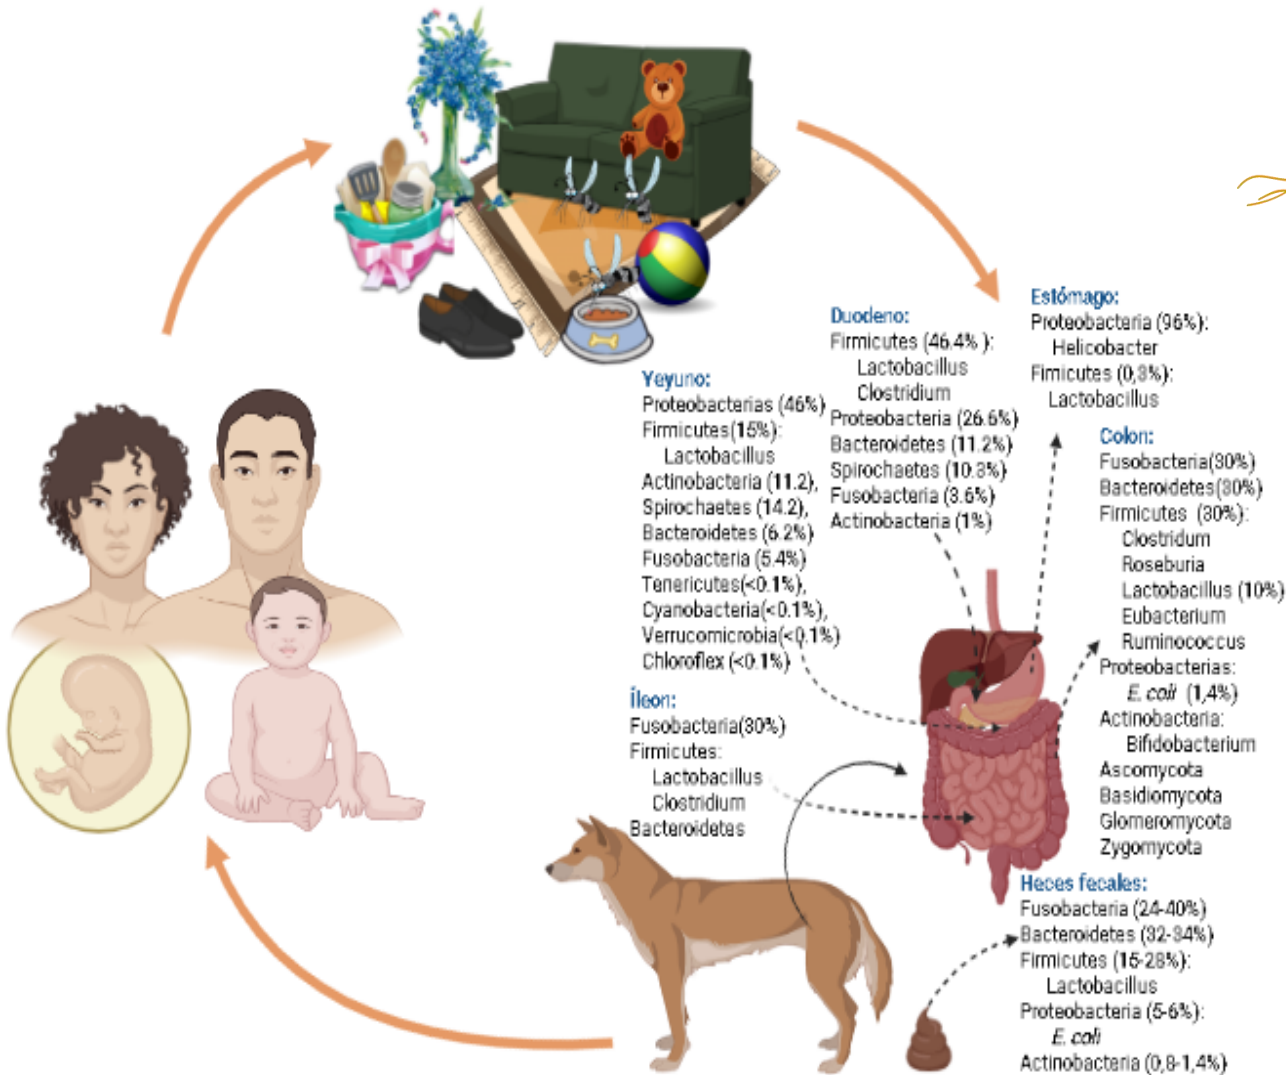 Estómago:
Proteobacteria (96%):
Helicobacter
Fimicutes (0,3%):
Lactobacillus
Duodeno:
Firmicutes (46.4% ):
Lactobacillus
Clostridium
Proteobacteria (26.6%)
Bacteroidetes (11.2%)
Spirochaetes (10.3%)
Fusobacteria (3.6%)
Actinobacteria (1%)
Yeyuno:
Proteobacterias (46%)
Firmicutes(15%):
Lactobacillus
Actinobacteria (11.2),
Spirochaetes (14.2),
Bacteroidetes (6.2%)
Fusobacteria (5.4%)
Tenericutes(<0.1%),
Cyanobacteria(<0.1%),
Verrucomicrobia(<0.1%)
Chloroflex (<0.1%)
Colon:
Fusobacteria(30%)
Bacteroidetes(30%)
Firmicutes (30%):
Clostridum
Roseburia
Lactobacillus (10%)
Eubacterium
Ruminococcus
Proteobacterias:
E. coli (1,4%)
Actinobacteria:
Bifidobacterium
Ascomycota
Basidiomycota
Glomeromycota
Zygomycota
Íleon:
Fusobacteria(30%)
Firmicutes:
Lactobacillus
Clostridium
Bacteroidetes
Heces fecales:
Fusobacteria (24-40%)
Bacteroidetes (32-34%)
Firmicutes (15-28%):
Lactobacillus
Proteobacteria (5-6%):
E. coli
Actinobacteria (0,8-1,4%)